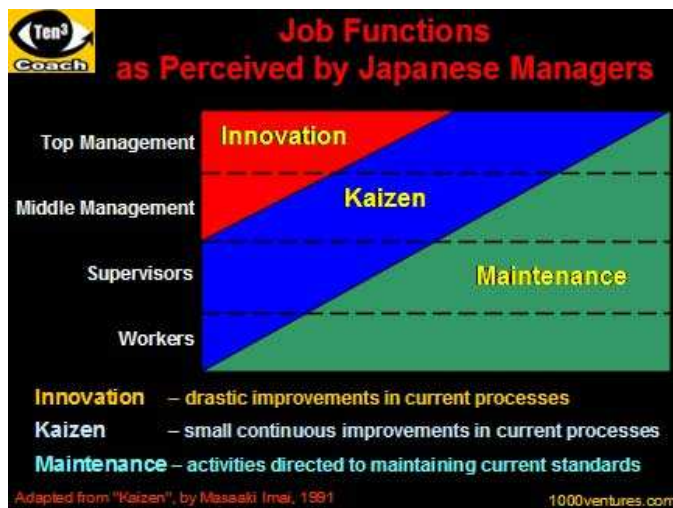 Ten³
Coach
Job Functions
as Perceived by Japanese Managers
Top Management
Innovation
Middle Management
Kaizen
Supervisors
Maintenance
Workers
Innovation – drastic improvements in current processes
Kaizen – small continuous improvements in current processes
Maintenance – activities directed to maintaining current standards
Adapted from "Kaizen", by Masaaki Imai, 1991
1000ventures.com